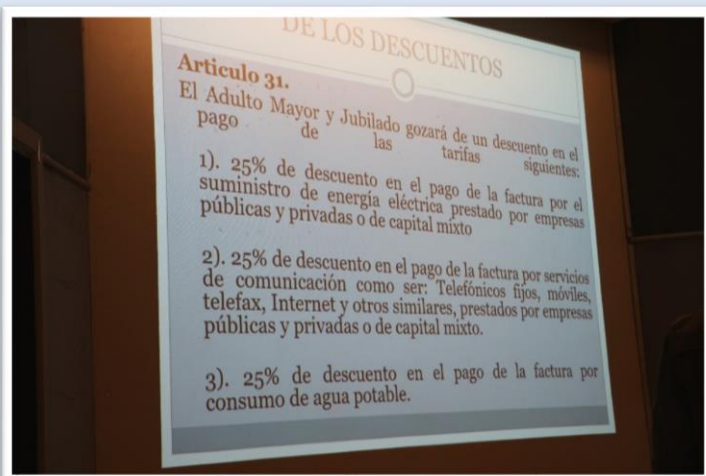 DE LOS DESCUENTOS
Articulo 31.
El Adulto Mayor y Jubilado gozará de un descuento en el
pago de las tarifas siguientes:
1). 25% de descuento en el pago de la factura por el
suministro de energía eléctrica prestado por empresas
públicas y privadas o de capital mixto
2). 25% de descuento en el pago de la factura por servicios
de comunicación como ser: Telefónicos fijos, móviles,
telefax, Internet y otros similares, prestados por empresas
públicas y privadas o de capital mixto.
3). 25% de descuento en el pago de la factura por
consumo de agua potable.